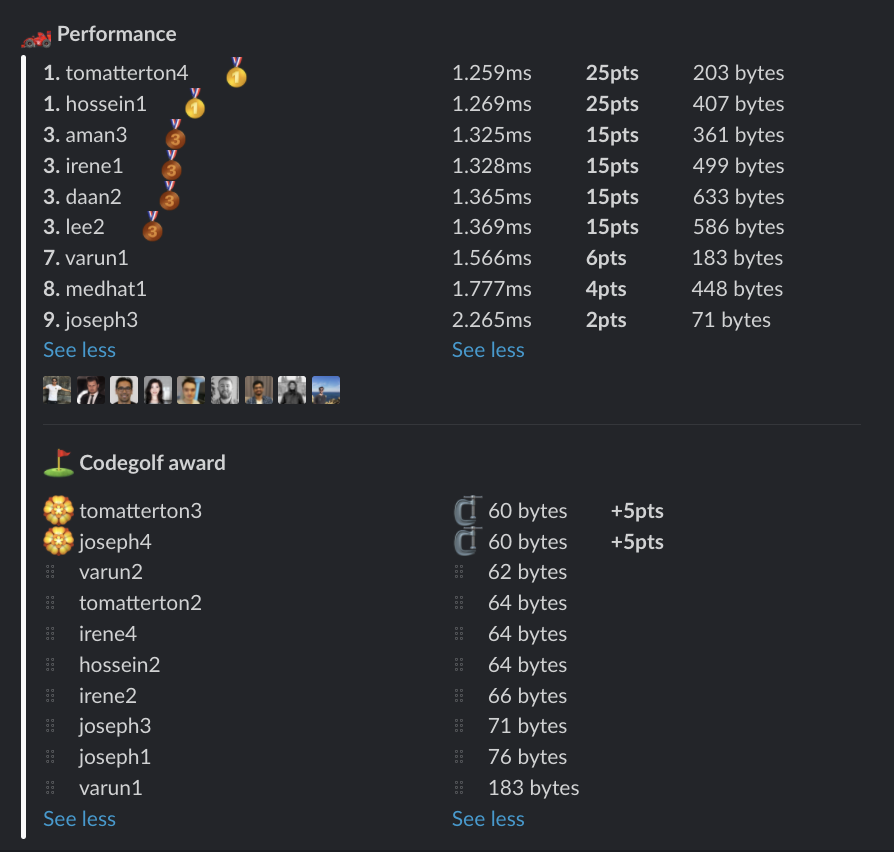 Performance
1. tomatterton4 1.259ms 25pts 203 bytes
1. hossein1 1.269ms 25pts 407 bytes
3. aman3 1.325ms 15pts 361 bytes
3. irene1 1.328ms 15pts 499 bytes
3. daan2 1.365ms 15pts 633 bytes
3. lee2 1.369ms 15pts 586 bytes
7. varun1 1.566ms 6pts 183 bytes
8. medhat1 1.777ms 4pts 448 bytes
9. joseph3 2.265ms 2pts 71 bytes
See less See less
Codegolf award
tomatterton3 60 bytes +5pts
joseph4 60 bytes +5pts
varun2 62 bytes
tomatterton2 64 bytes
irene4 64 bytes
hossein2 64 bytes
irene2 66 bytes
joseph3 71 bytes
joseph1 76 bytes
varun1 183 bytes
See less See less